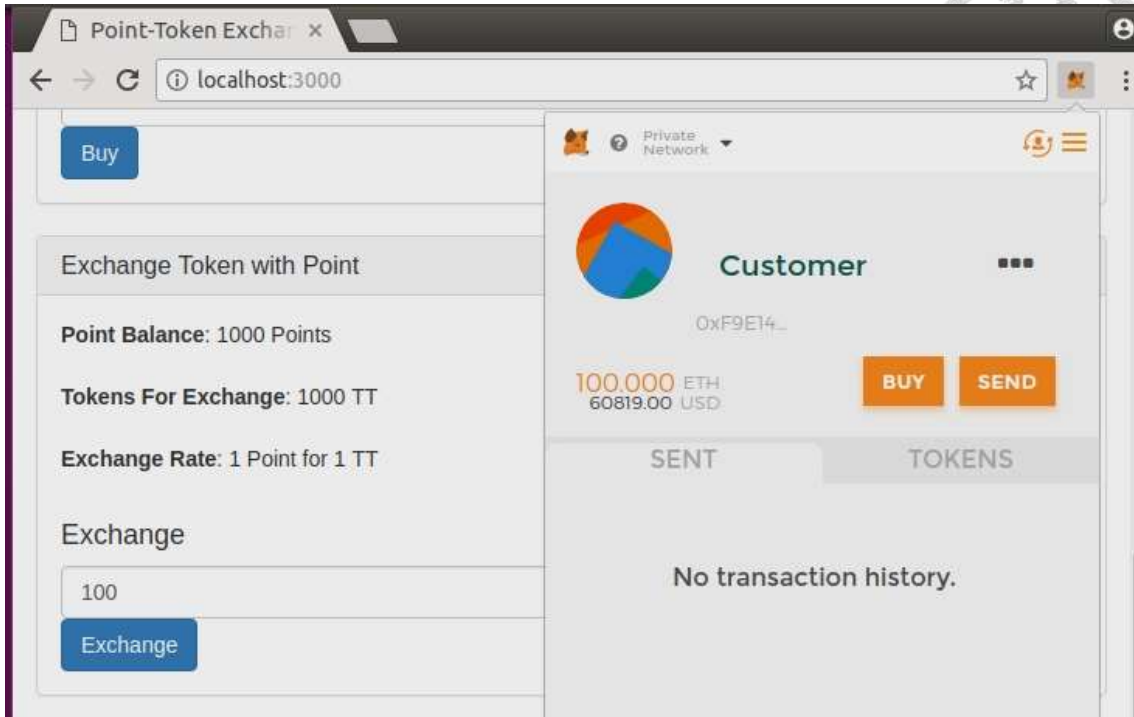 Point-Token Exchar
localhost:3000
Buy
Exchange Token with Point
Point Balance: 1000 Points
Tokens For Exchange: 1000 TT
Exchange Rate: 1 Point for 1 TT
Exchange
100
Exchange
Private
Network
Customer
0xF9E14...
100.000 ETH
60819.00 USD
BUY
SEND
SENT
TOKENS
No transaction history.